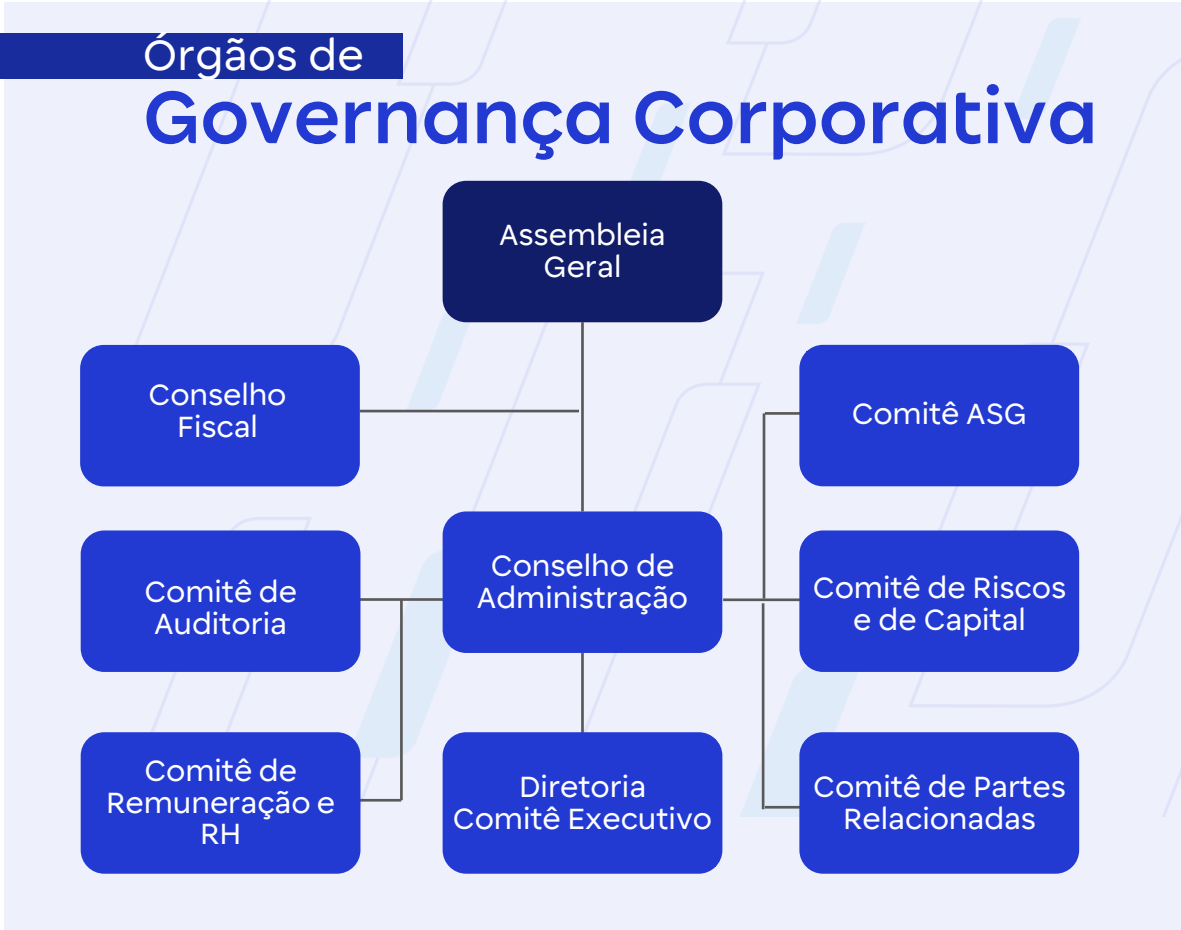 Órgãos de
Governança Corporativa
Assembleia
Geral
Conselho
Fiscal
Comitê ASG
Comitê de
Auditoria
Conselho de
Administração
Comitê de Riscos
e de Capital
Comitê de
Remuneração e
RH
Diretoria
Comitê Executivo
Comitê de Partes
Relacionadas